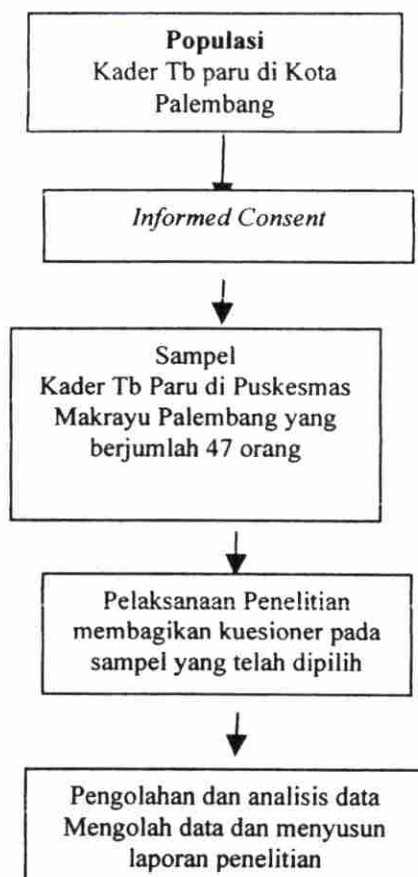 Populasi
Kader Tb paru di Kota
Palembang
Informed Consent
Sampel
Kader Tb Paru di Puskesmas
Makrayu Palembang yang
berjumlah 47 orang
Pelaksanaan Penelitian
membagikan kuesioner pada
sampel yang telah dipilih
Pengolahan dan analisis data
Mengolah data dan menyusun
laporan penelitian